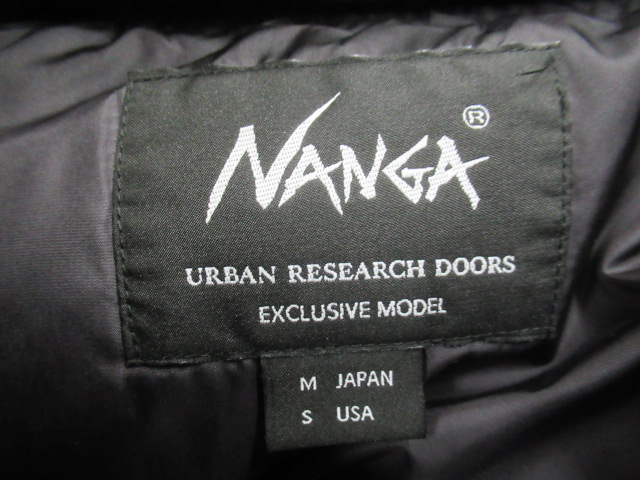 NANGA®
URBAN RESEARCH DOORS
EXCLUSIVE MODEL
M JAPAN
S USA